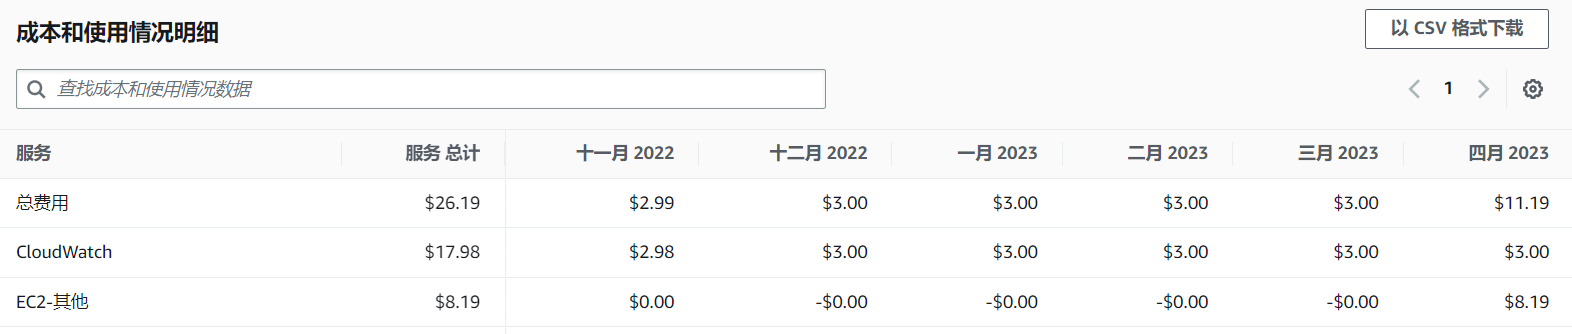 成本和使用情况明细
以 CSV 格式下载
查找成本和使用情况数据
1
服务 服务 总计 十一月 2022 十二月 2022 一月 2023 二月 2023 三月 2023 四月 2023
总费用 $26.19 $2.99 $3.00 $3.00 $3.00 $3.00 $11.19
CloudWatch $17.98 $2.98 $3.00 $3.00 $3.00 $3.00 $3.00
EC2-其他 $8.19 $0.00 -$0.00 -$0.00 -$0.00 -$0.00 $8.19